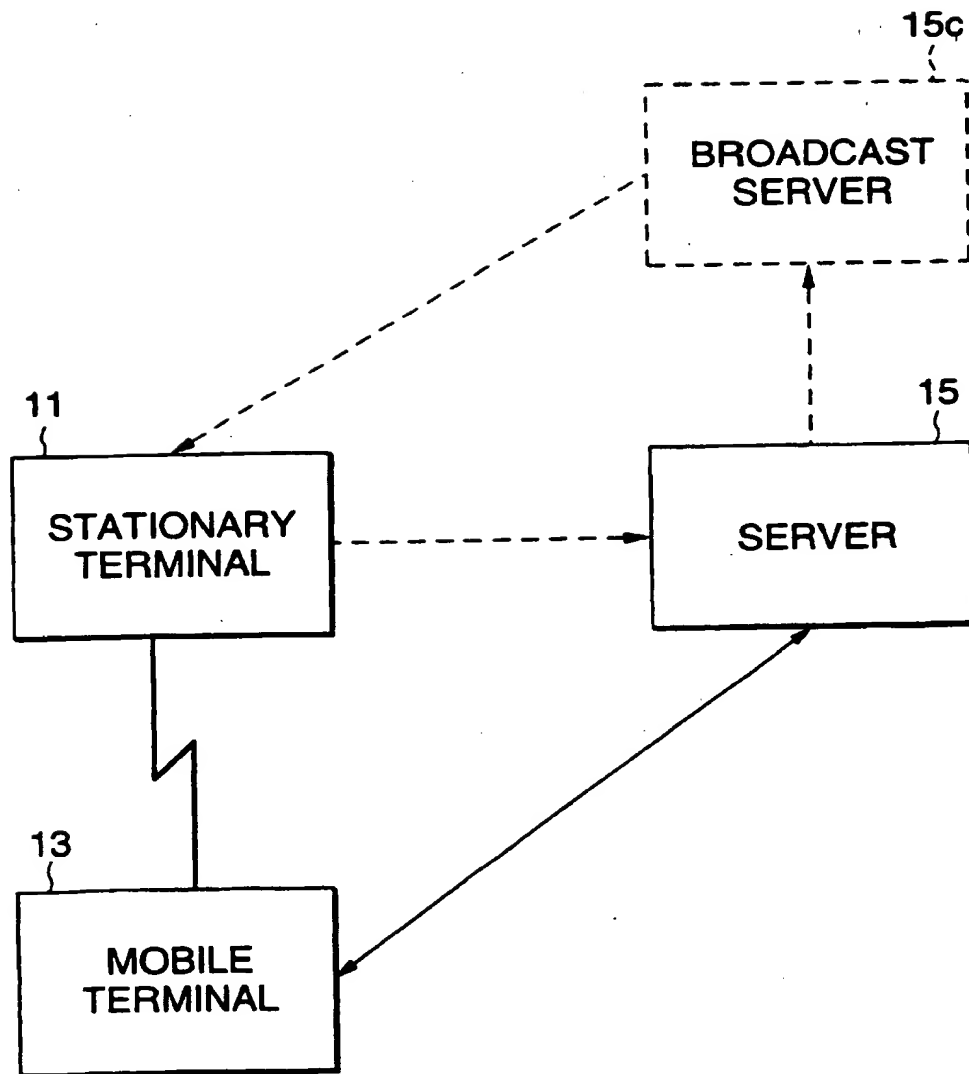 15c
BROADCAST
SERVER
11
15
STATIONARY
TERMINAL
SERVER
13
MOBILE
TERMINAL